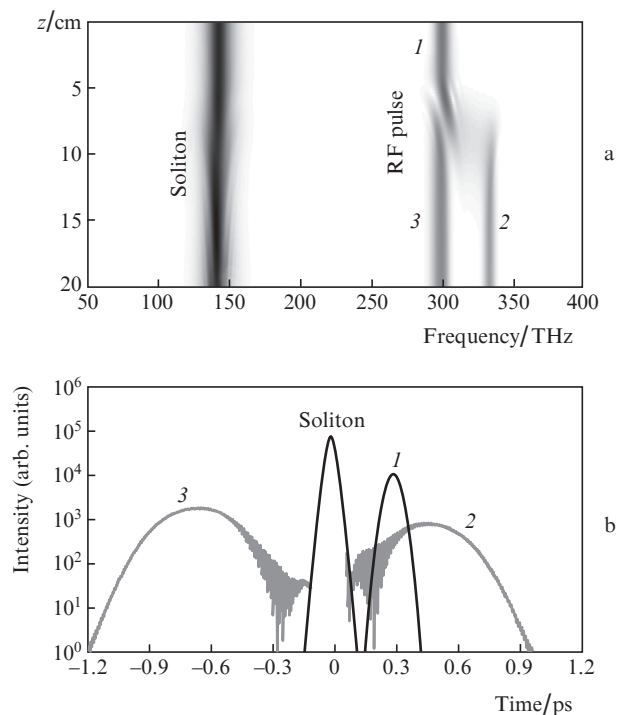 z/cm
1
5
Soliton
RF pulse
10
a
15
3
2
20
50 100 150 200 250 300 350 400
Frequency/THz
Intensity (arb. units)
10^6
Soliton
10^5
1
10^4
3
2
10^3
b
10^2
10^1
10^0
−1.2 −0.9 −0.6 −0.3 0 0.3 0.6 0.9 1.2
Time/ps